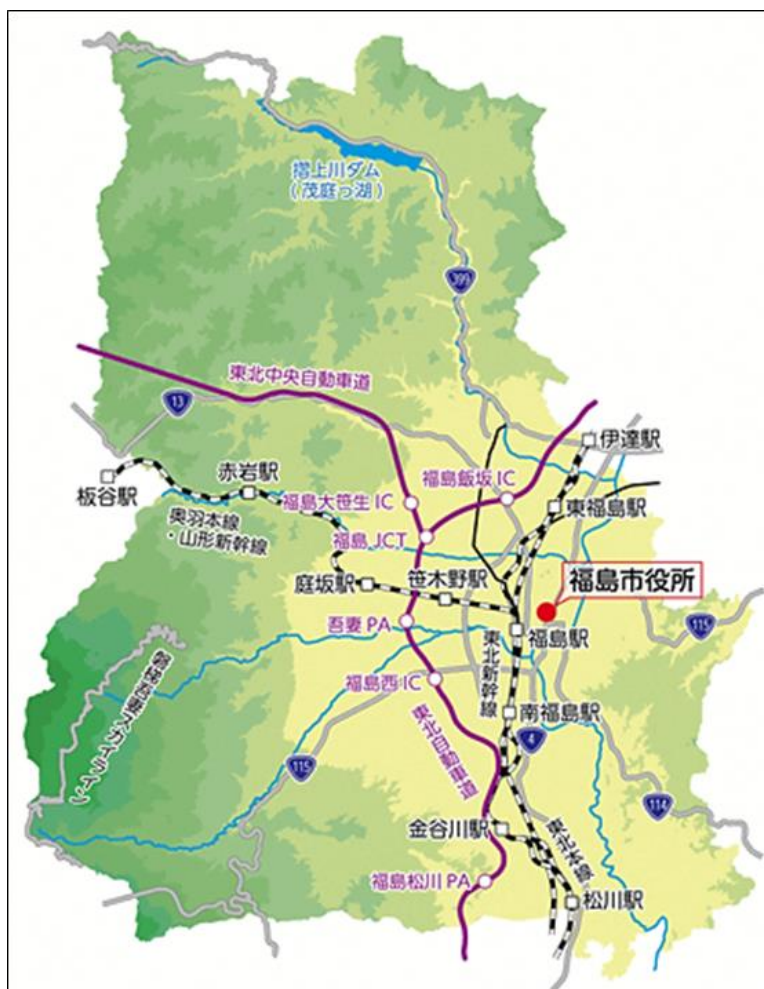 摺上川ダム
(茂庭っ湖)
399
東北中央自動車道
13
伊達駅
赤岩駅
板谷駅
福島飯坂 IC
福島大笹生 IC
東福島駅
奥羽本線
・山形新幹線
福島 JCT
笹木野駅
庭坂駅
福島市役所
吾妻 PA
115
福島駅
東北新幹線
磐梯吾妻スカイライン
福島西 IC
南福島駅
東北自動車道
4
115
114
金谷川駅
東北本線
福島松川 PA
松川駅